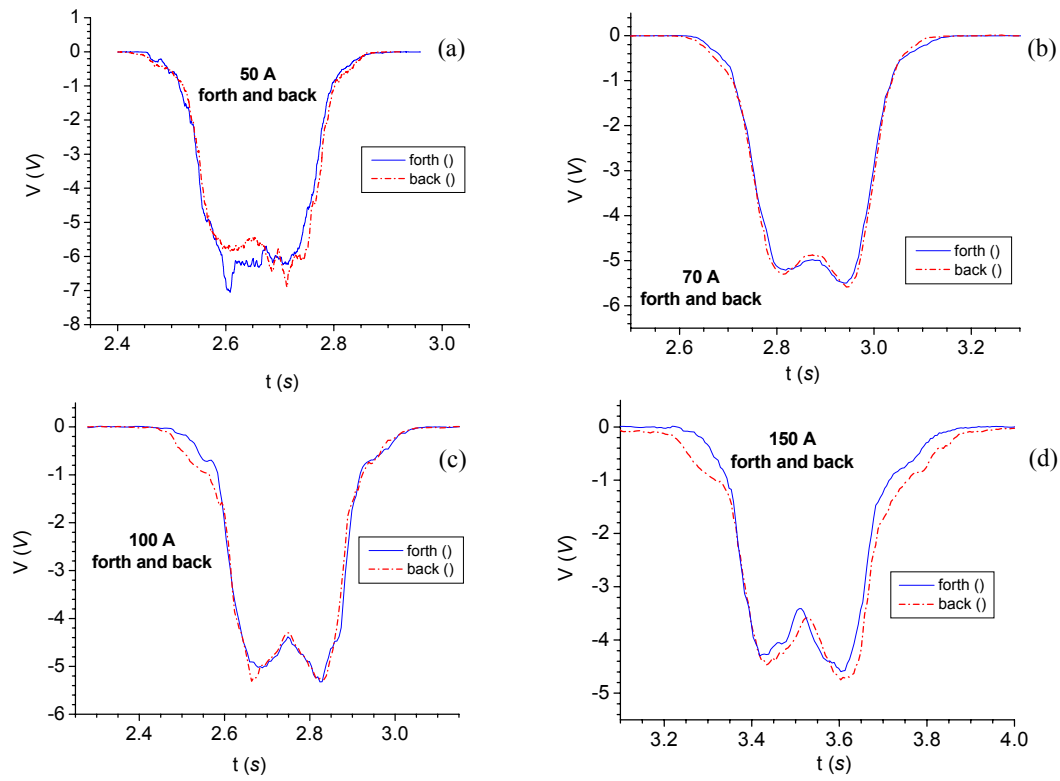 1
0
-1
-2
-3
-4
-5
-6
-7
-8
V (V)
50 A
forth and back
(a)
forth ()
back ()
2.4 2.6 2.8 3.0
t (s)
0
-1
-2
-3
-4
-5
-6
V (V)
(b)
forth ()
back ()
70 A
forth and back
2.6 2.8 3.0 3.2
t (s)
0
-1
-2
-3
-4
-5
-6
V (V)
(c)
100 A
forth and back
forth ()
back ()
2.4 2.6 2.8 3.0
t (s)
0
-1
-2
-3
-4
-5
V (V)
150 A
forth and back
(d)
forth ()
back ()
3.2 3.4 3.6 3.8 4.0
t (s)